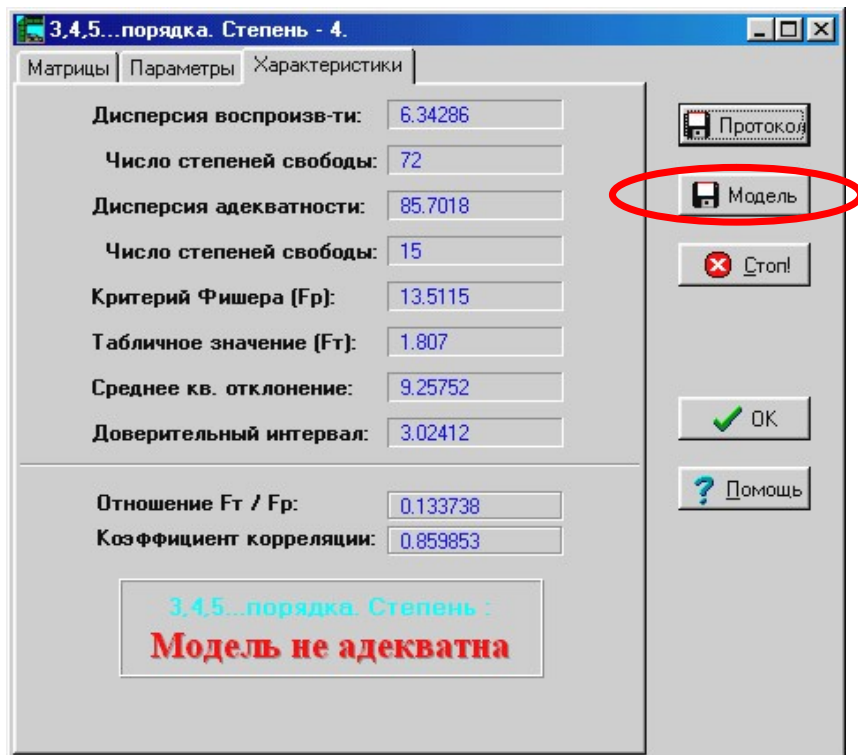 3,4,5...порядка. Степень - 4.
Матрицы Параметры Характеристики
Дисперсия воспроизв-ти: 6.34286
Число степеней свободы: 72
Дисперсия адекватности: 85.7018
Число степеней свободы: 15
Критерий Фишера (Fр): 13.5115
Табличное значение (Fт): 1.807
Среднее кв. отклонение: 9.25752
Доверительный интервал: 3.02412
Отношение Fт / Fр: 0.133738
Коэффициент корреляции: 0.859853
3,4,5...порядка. Степень :
Модель не адекватна
Протокол
Модель
Стоп!
OK
Помощь